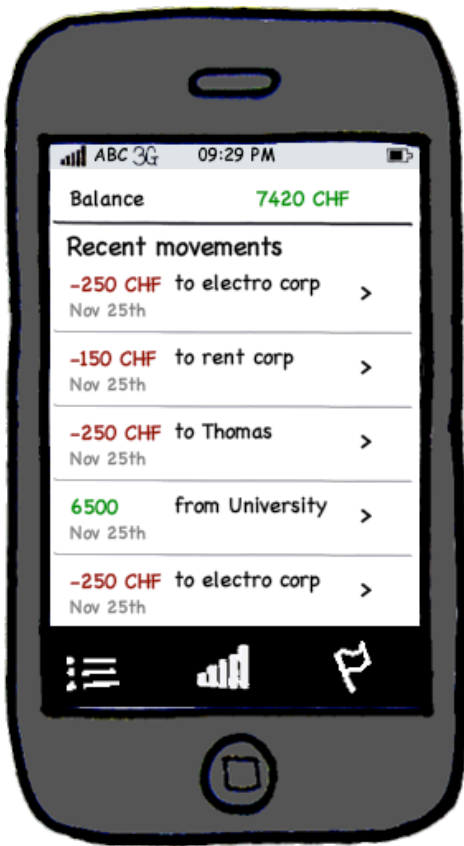 ABC 3G 09:29 PM
Balance 7420 CHF
Recent movements
-250 CHF to electro corp >
Nov 25th
-150 CHF to rent corp >
Nov 25th
-250 CHF to Thomas >
Nov 25th
6500 from University >
Nov 25th
-250 CHF to electro corp >
Nov 25th